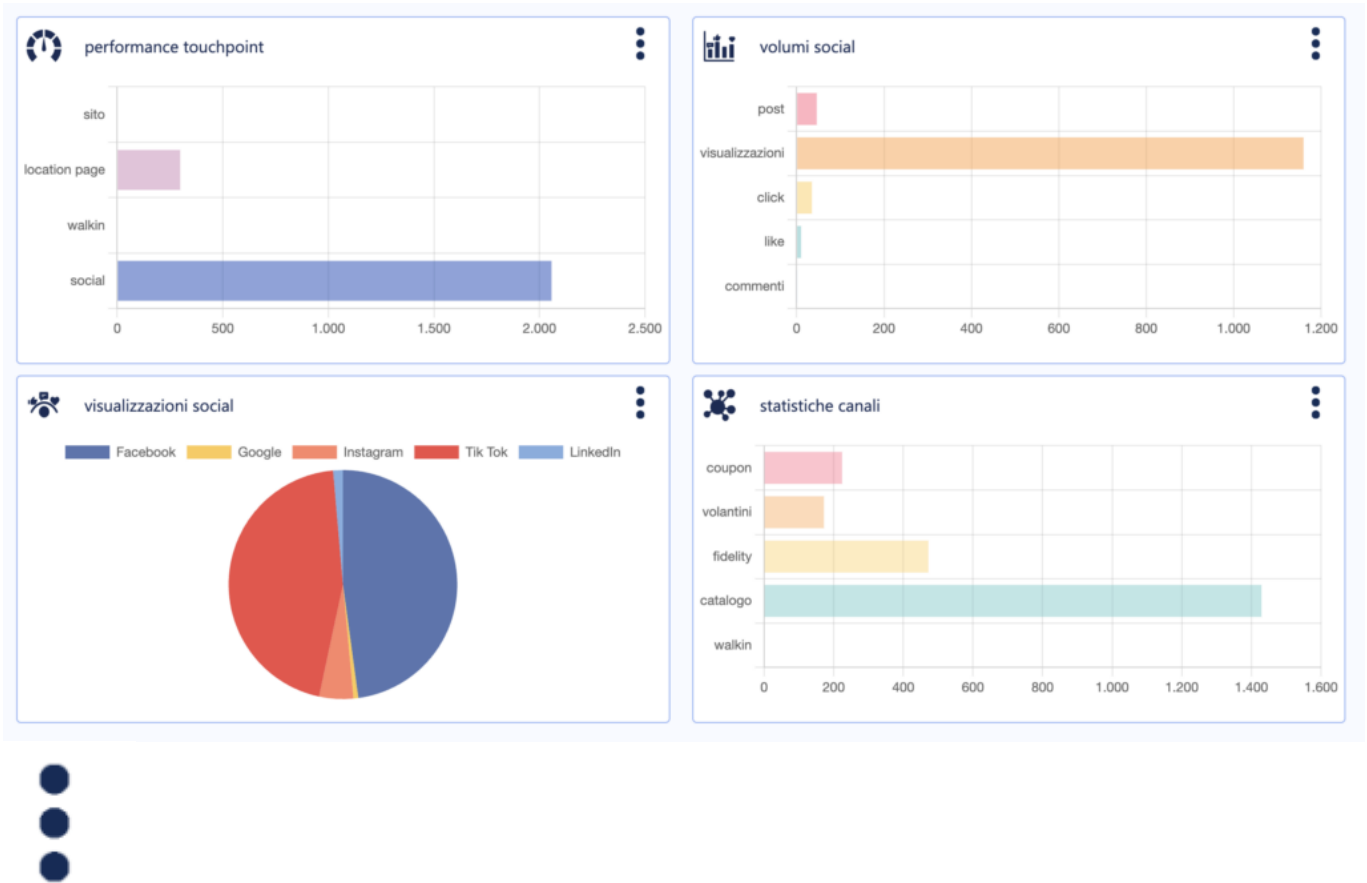 performance touchpoint
sito
location page
walkin
social
0 500 1.000 1.500 2.000 2.500
volumi social
post
visualizzazioni
click
like
commenti
0 200 400 600 800 1.000 1.200
visualizzazioni social
Facebook Google Instagram Tik Tok LinkedIn
statistiche canali
coupon
volantini
fidelity
catalogo
walkin
0 200 400 600 800 1.000 1.200 1.400 1.600